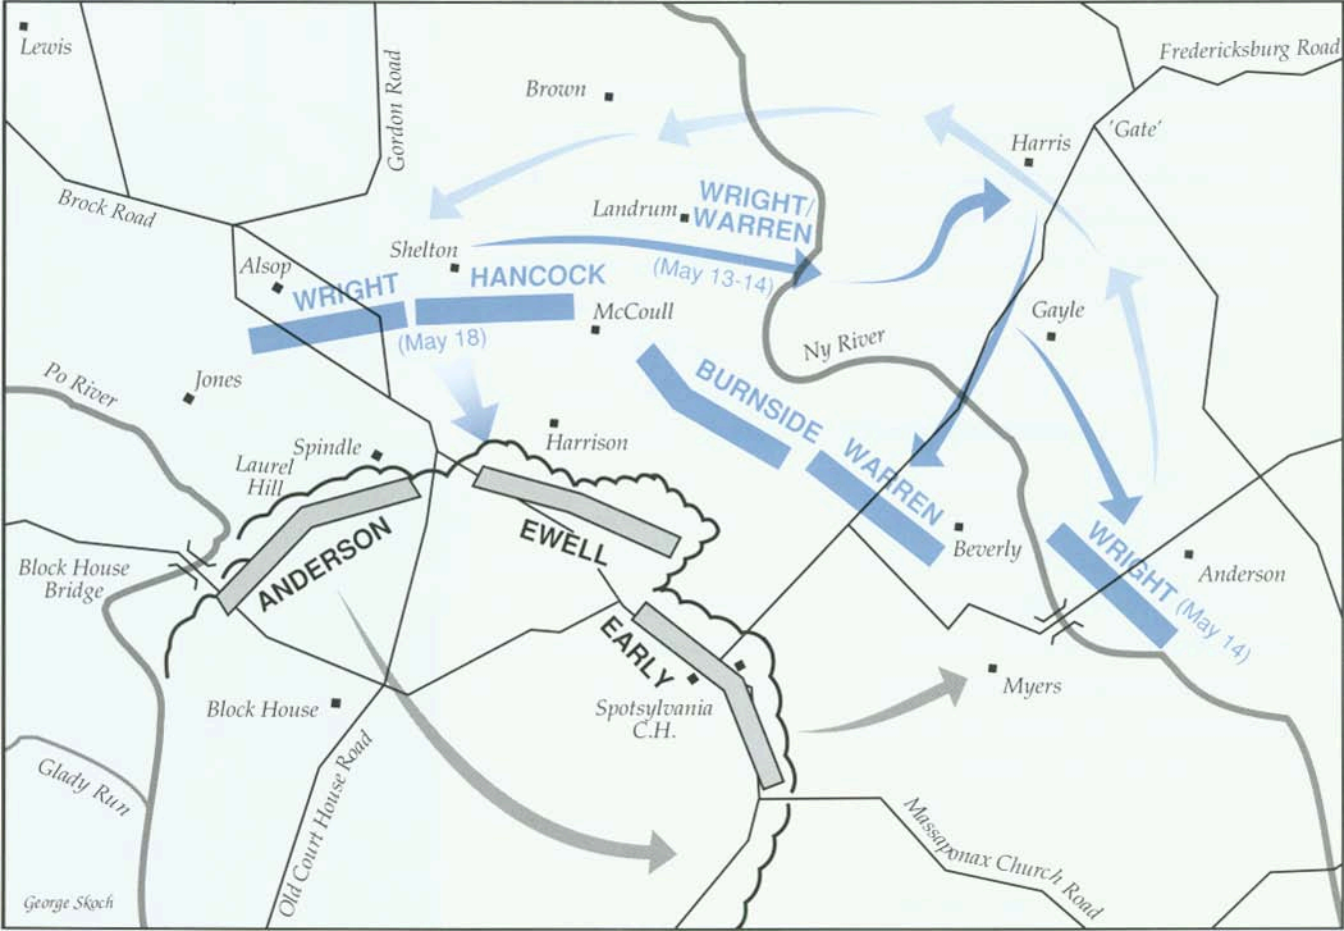 Lewis
Brock Road
Gordon Road
Brown
Fredericksburg Road
'Gate'
Harris
Landrum
WRIGHT/
WARREN
(May 13-14)
Shelton
Alsop
WRIGHT
HANCOCK
(May 18)
McCoull
Gayle
Ny River
Jones
Po River
BURNSIDE
WARREN
Harrison
Spindle
Laurel
Hill
ANDERSON
EWELL
Beverly
WRIGHT (May 14)
Anderson
Block House
Bridge
EARLY
Spotsylvania
C.H.
Myers
Block House
Old Court House Road
Glady Run
Massaponax Church Road
George Skoch